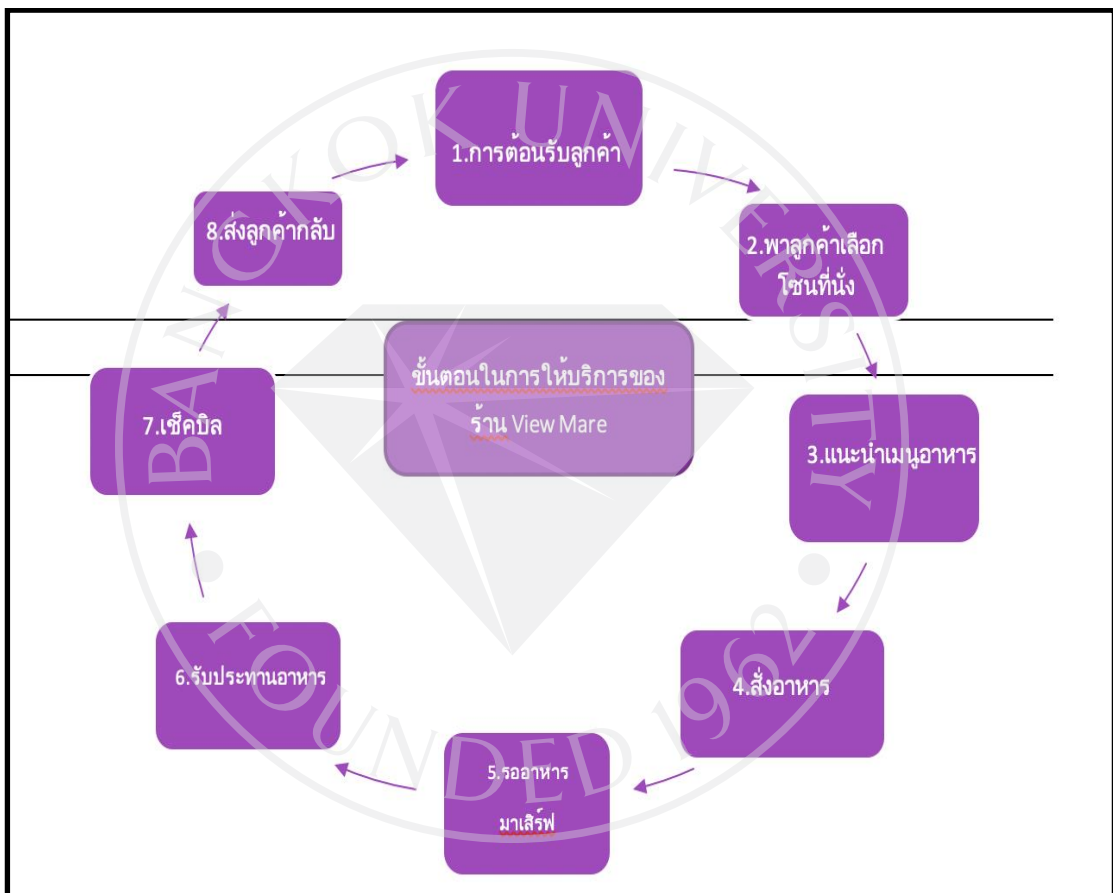 1.การต้อนรับลูกค้า
2.พาลูกค้าเลือก
โซนที่นั่ง
3.แนะนำเมนูอาหาร
4.สั่งอาหาร
5.รออาหาร
มาเสิร์ฟ
6.รับประทานอาหาร
7.เช็คบิล
8.ส่งลูกค้ากลับ
ขั้นตอนในการให้บริการของ
ร้าน View Mare
BANGKOK UNIVERSITY
FOUNDED 1962